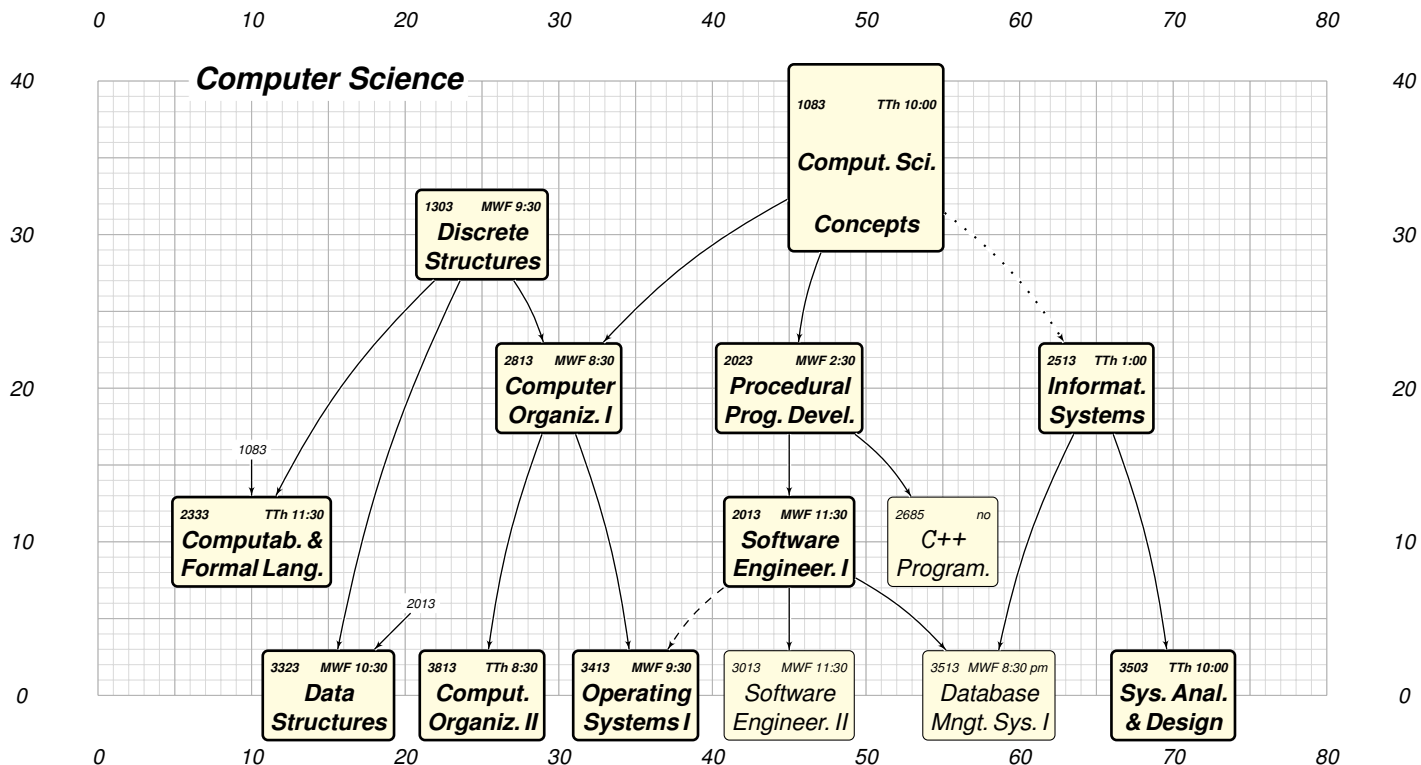 0 10 20 30 40 50 60 70 80
40 Computer Science 40
1083 TTh 10:00
Comput. Sci.
Concepts
1303 MWF 9:30
Discrete
Structures
30 30
2813 MWF 8:30
Computer
Organiz. I
2023 MWF 2:30
Procedural
Prog. Devel.
2513 TTh 1:00
Informat.
Systems
20 20
1083
2333 TTh 11:30
Computab. &
Formal Lang.
2013 MWF 11:30
Software
Engineer. I
2685 no
C++
Program.
10 10
2013
3323 MWF 10:30
Data
Structures
3813 TTh 8:30
Comput.
Organiz. II
3413 MWF 9:30
Operating
Systems I
3013 MWF 11:30
Software
Engineer. II
3513 MWF 8:30 pm
Database
Mngt. Sys. I
3503 TTh 10:00
Sys. Anal.
& Design
0 0
0 10 20 30 40 50 60 70 80